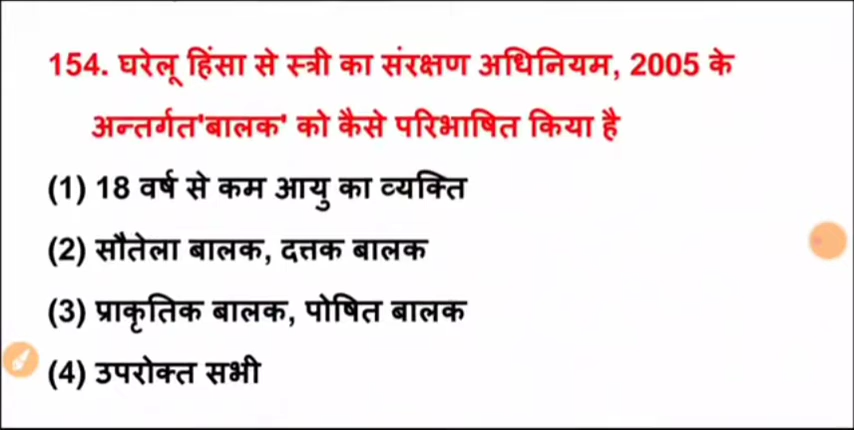 154. घरेलू हिंसा से स्त्री का संरक्षण अधिनियम, 2005 के
अन्तर्गत'बालक' को कैसे परिभाषित किया है
(1) 18 वर्ष से कम आयु का व्यक्ति
(2) सौतेला बालक, दत्तक बालक
(3) प्राकृतिक बालक, पोषित बालक
(4) उपरोक्त सभी